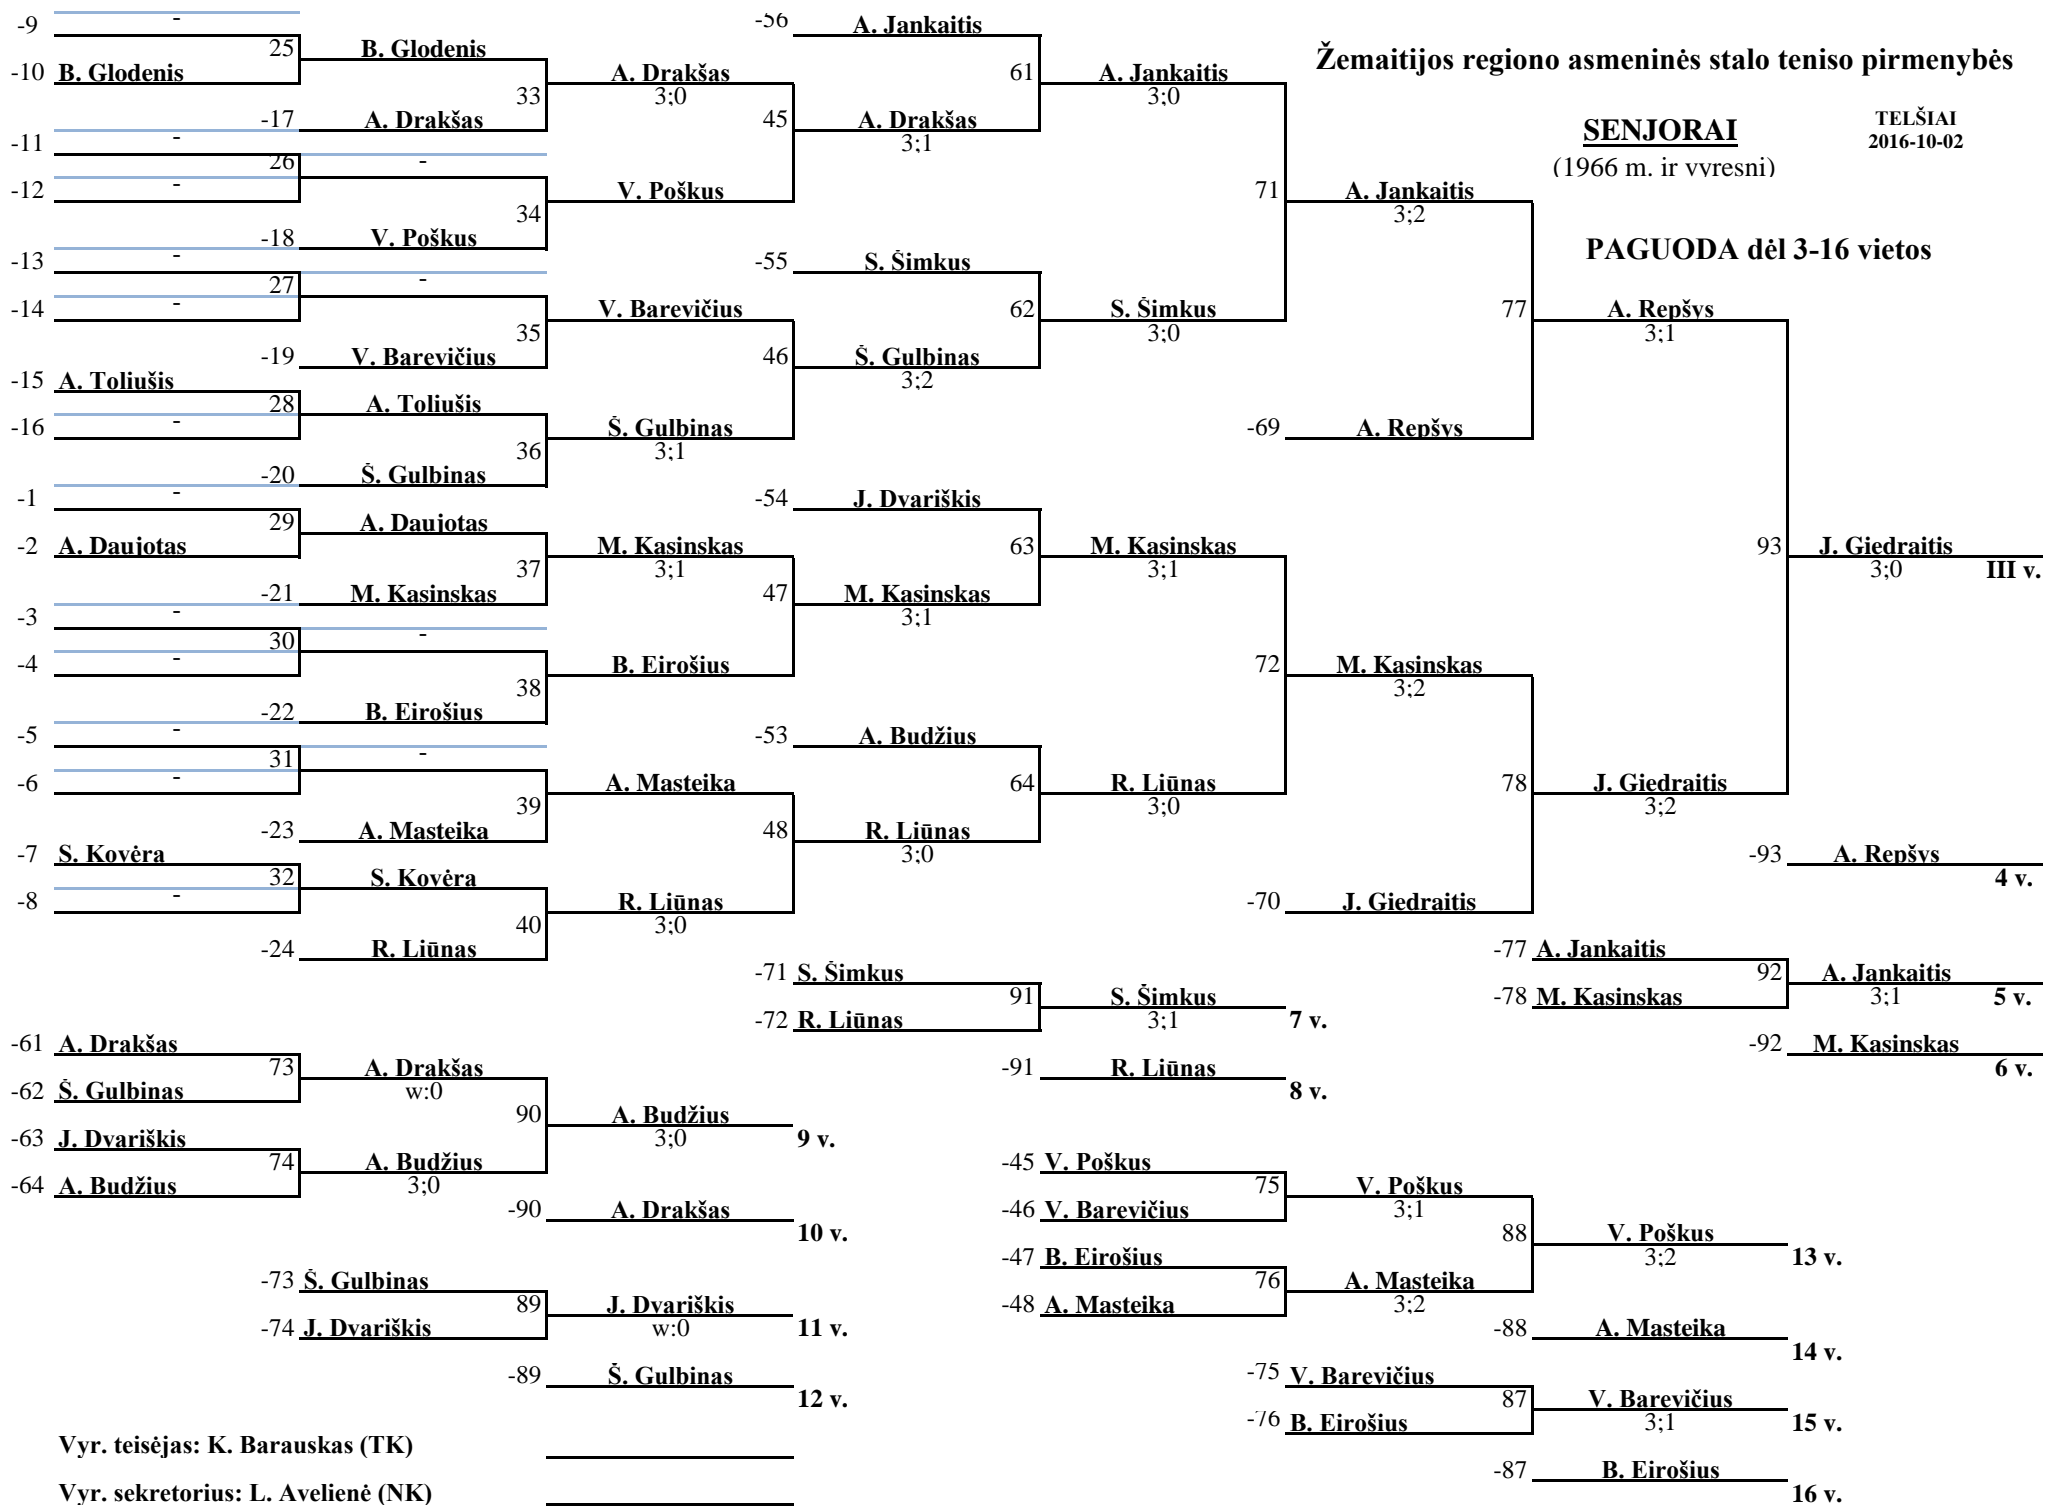 Žemaitijos regiono asmeninės stalo teniso pirmenybės
SENJORAI
(1966 m. ir vyresni)
TELŠIAI
2016-10-02
PAGUODA dėl 3-16 vietos
-9 -
25
-10 B. Glodenis
-11 -
26
-12 -
-13 -
27
-14 -
-15 A. Toliušis
28
-16 -
-1 -
29
-2 A. Daujotas
-3 -
30
-4 -
-5 -
31
-6 -
-7 S. Kovėra
32
-8 -
B. Glodenis
33
-17 A. Drakšas
-
34
-18 V. Poškus
-
35
-19 V. Barevičius
A. Toliušis
36
-20 Š. Gulbinas
A. Daujotas
37
-21 M. Kasinskas
-
38
-22 B. Eirošius
-
39
-23 A. Masteika
S. Kovėra
40
-24 R. Liūnas
A. Drakšas
3;0
45
V. Poškus
V. Barevičius
46
Š. Gulbinas
3;1
M. Kasinskas
3;1
47
B. Eirošius
A. Masteika
48
R. Liūnas
3;0
-56 A. Jankaitis
61
A. Drakšas
3;1
-55 S. Šimkus
62
Š. Gulbinas
3;2
-54 J. Dvariškis
63
M. Kasinskas
3;1
-53 A. Budžius
64
R. Liūnas
3;0
A. Jankaitis
3;0
71
S. Šimkus
3;0
M. Kasinskas
3;1
72
R. Liūnas
3;0
A. Jankaitis
3;2
77
-69 A. Repšys
M. Kasinskas
3;2
78
-70 J. Giedraitis
A. Repšys
3;1
93
J. Giedraitis
3;2
J. Giedraitis
3;0
III v.
-93 A. Repšys
4 v.
-77 A. Jankaitis
92
-78 M. Kasinskas
A. Jankaitis
3;1
5 v.
-92 M. Kasinskas
6 v.
-71 S. Šimkus
91
-72 R. Liūnas
S. Šimkus
3;1
7 v.
-91 R. Liūnas
8 v.
-61 A. Drakšas
73
-62 Š. Gulbinas
-63 J. Dvariškis
74
-64 A. Budžius
A. Drakšas
w:0
90
A. Budžius
3;0
A. Budžius
3;0
9 v.
-90 A. Drakšas
10 v.
-73 Š. Gulbinas
89
-74 J. Dvariškis
J. Dvariškis
w:0
11 v.
-89 Š. Gulbinas
12 v.
-45 V. Poškus
75
-46 V. Barevičius
-47 B. Eirošius
76
-48 A. Masteika
V. Poškus
3;1
88
A. Masteika
3;2
V. Poškus
3;2
13 v.
-88 A. Masteika
14 v.
-75 V. Barevičius
87
-76 B. Eirošius
V. Barevičius
3;1
15 v.
-87 B. Eirošius
16 v.
Vyr. teisėjas: K. Barauskas (TK)
Vyr. sekretorius: L. Avelienė (NK)